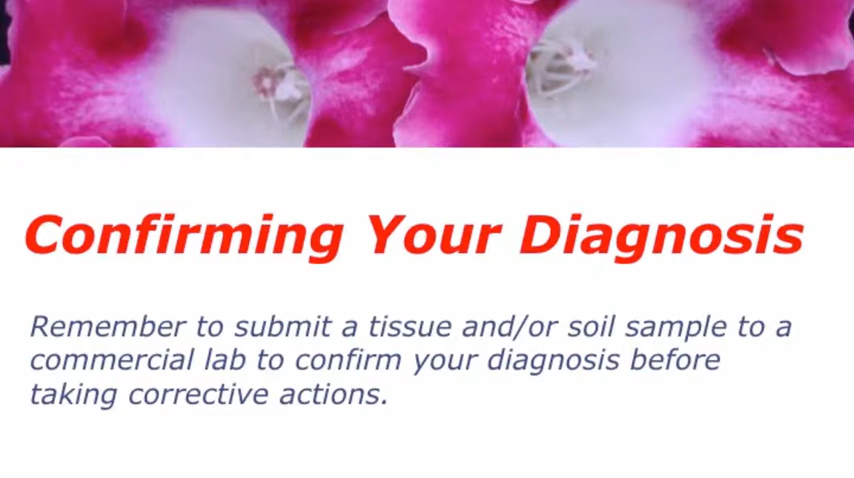 Confirming Your Diagnosis
Remember to submit a tissue and/or soil sample to a
commercial lab to confirm your diagnosis before
taking corrective actions.